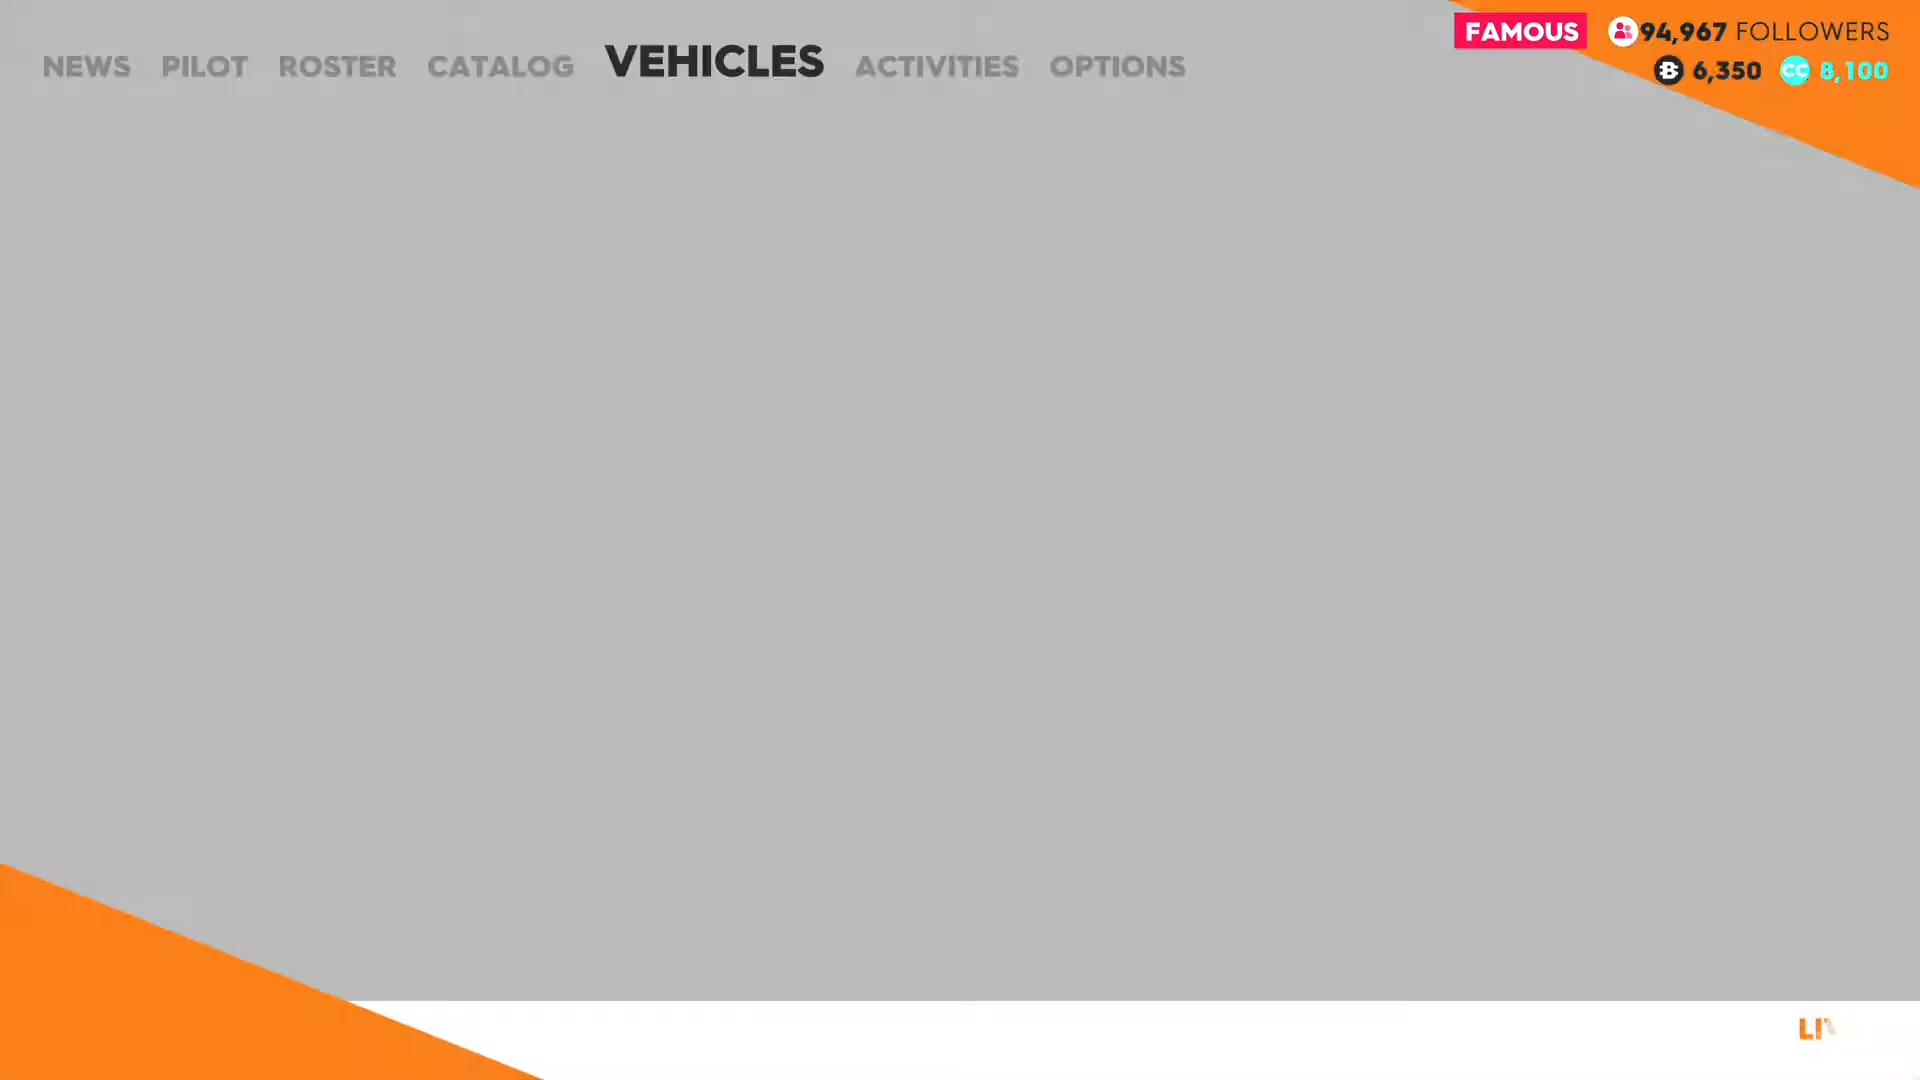 NEWS PILOT ROSTER CATALOG VEHICLES ACTIVITIES OPTIONS
FAMOUS 94,967 FOLLOWERS
6,350 CC 8,100